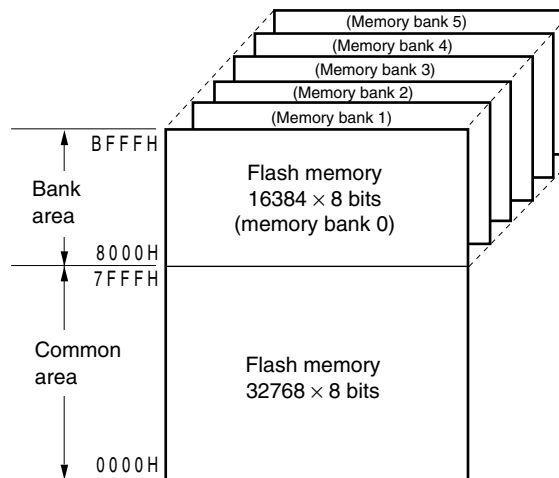 (Memory bank 5)
(Memory bank 4)
(Memory bank 3)
(Memory bank 2)
(Memory bank 1)
BFFFH
Flash memory
16384 × 8 bits
(memory bank 0)
Bank
area
8000H
7FFFH
Common
area
Flash memory
32768 × 8 bits
0000H